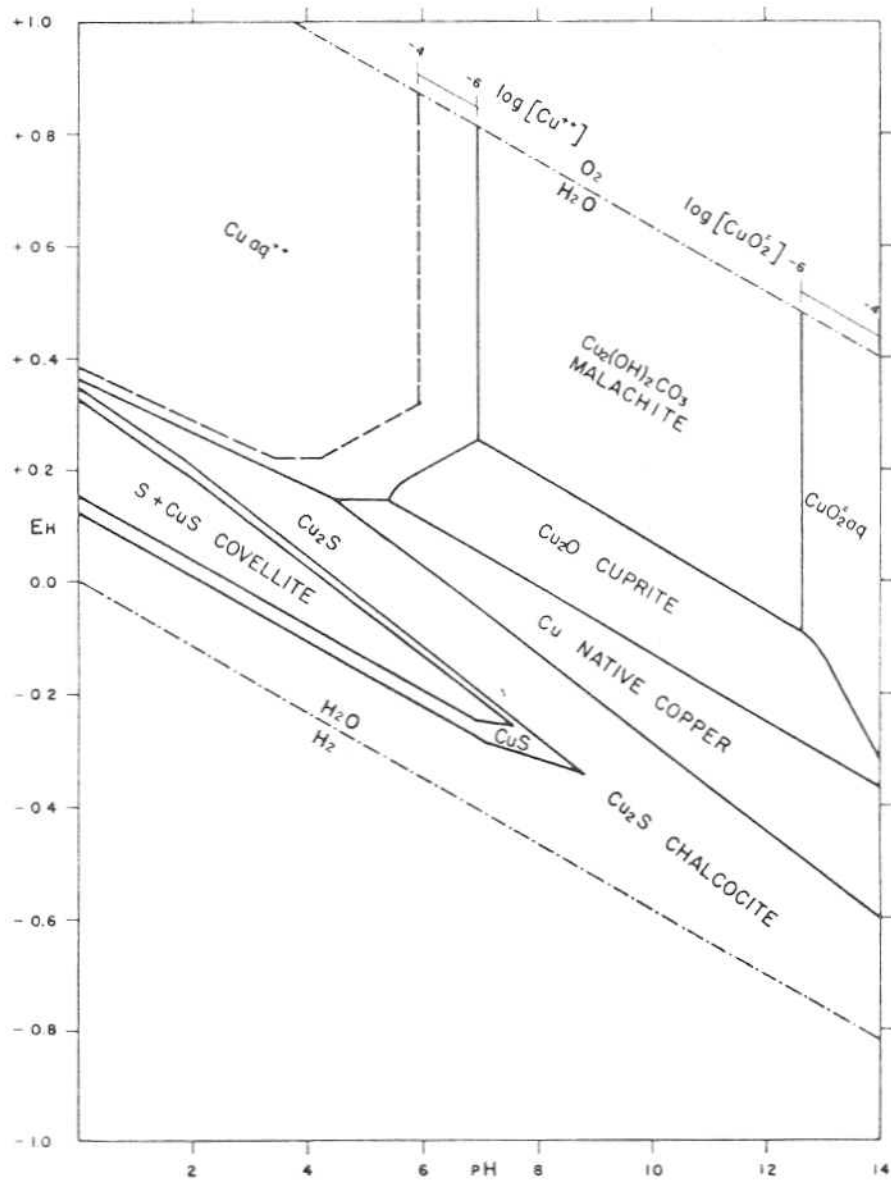 +1.0
-4
-6
log [Cu⁺⁺]
+0.8
O₂
H₂O
log [CuO₂⁼]
-6
-4
+0.6
Cu aq⁺⁺
+0.4
Cu₂(OH)₂CO₃
MALACHITE
+0.2
EH
S + CuS COVELLITE
Cu₂S
Cu₂O CUPRITE
CuO₂⁼aq
0.0
Cu NATIVE COPPER
-0.2
H₂O
H₂
CuS
Cu₂S CHALCOCITE
-0.4
-0.6
-0.8
-1.0
2
4
6
PH
8
10
12
14